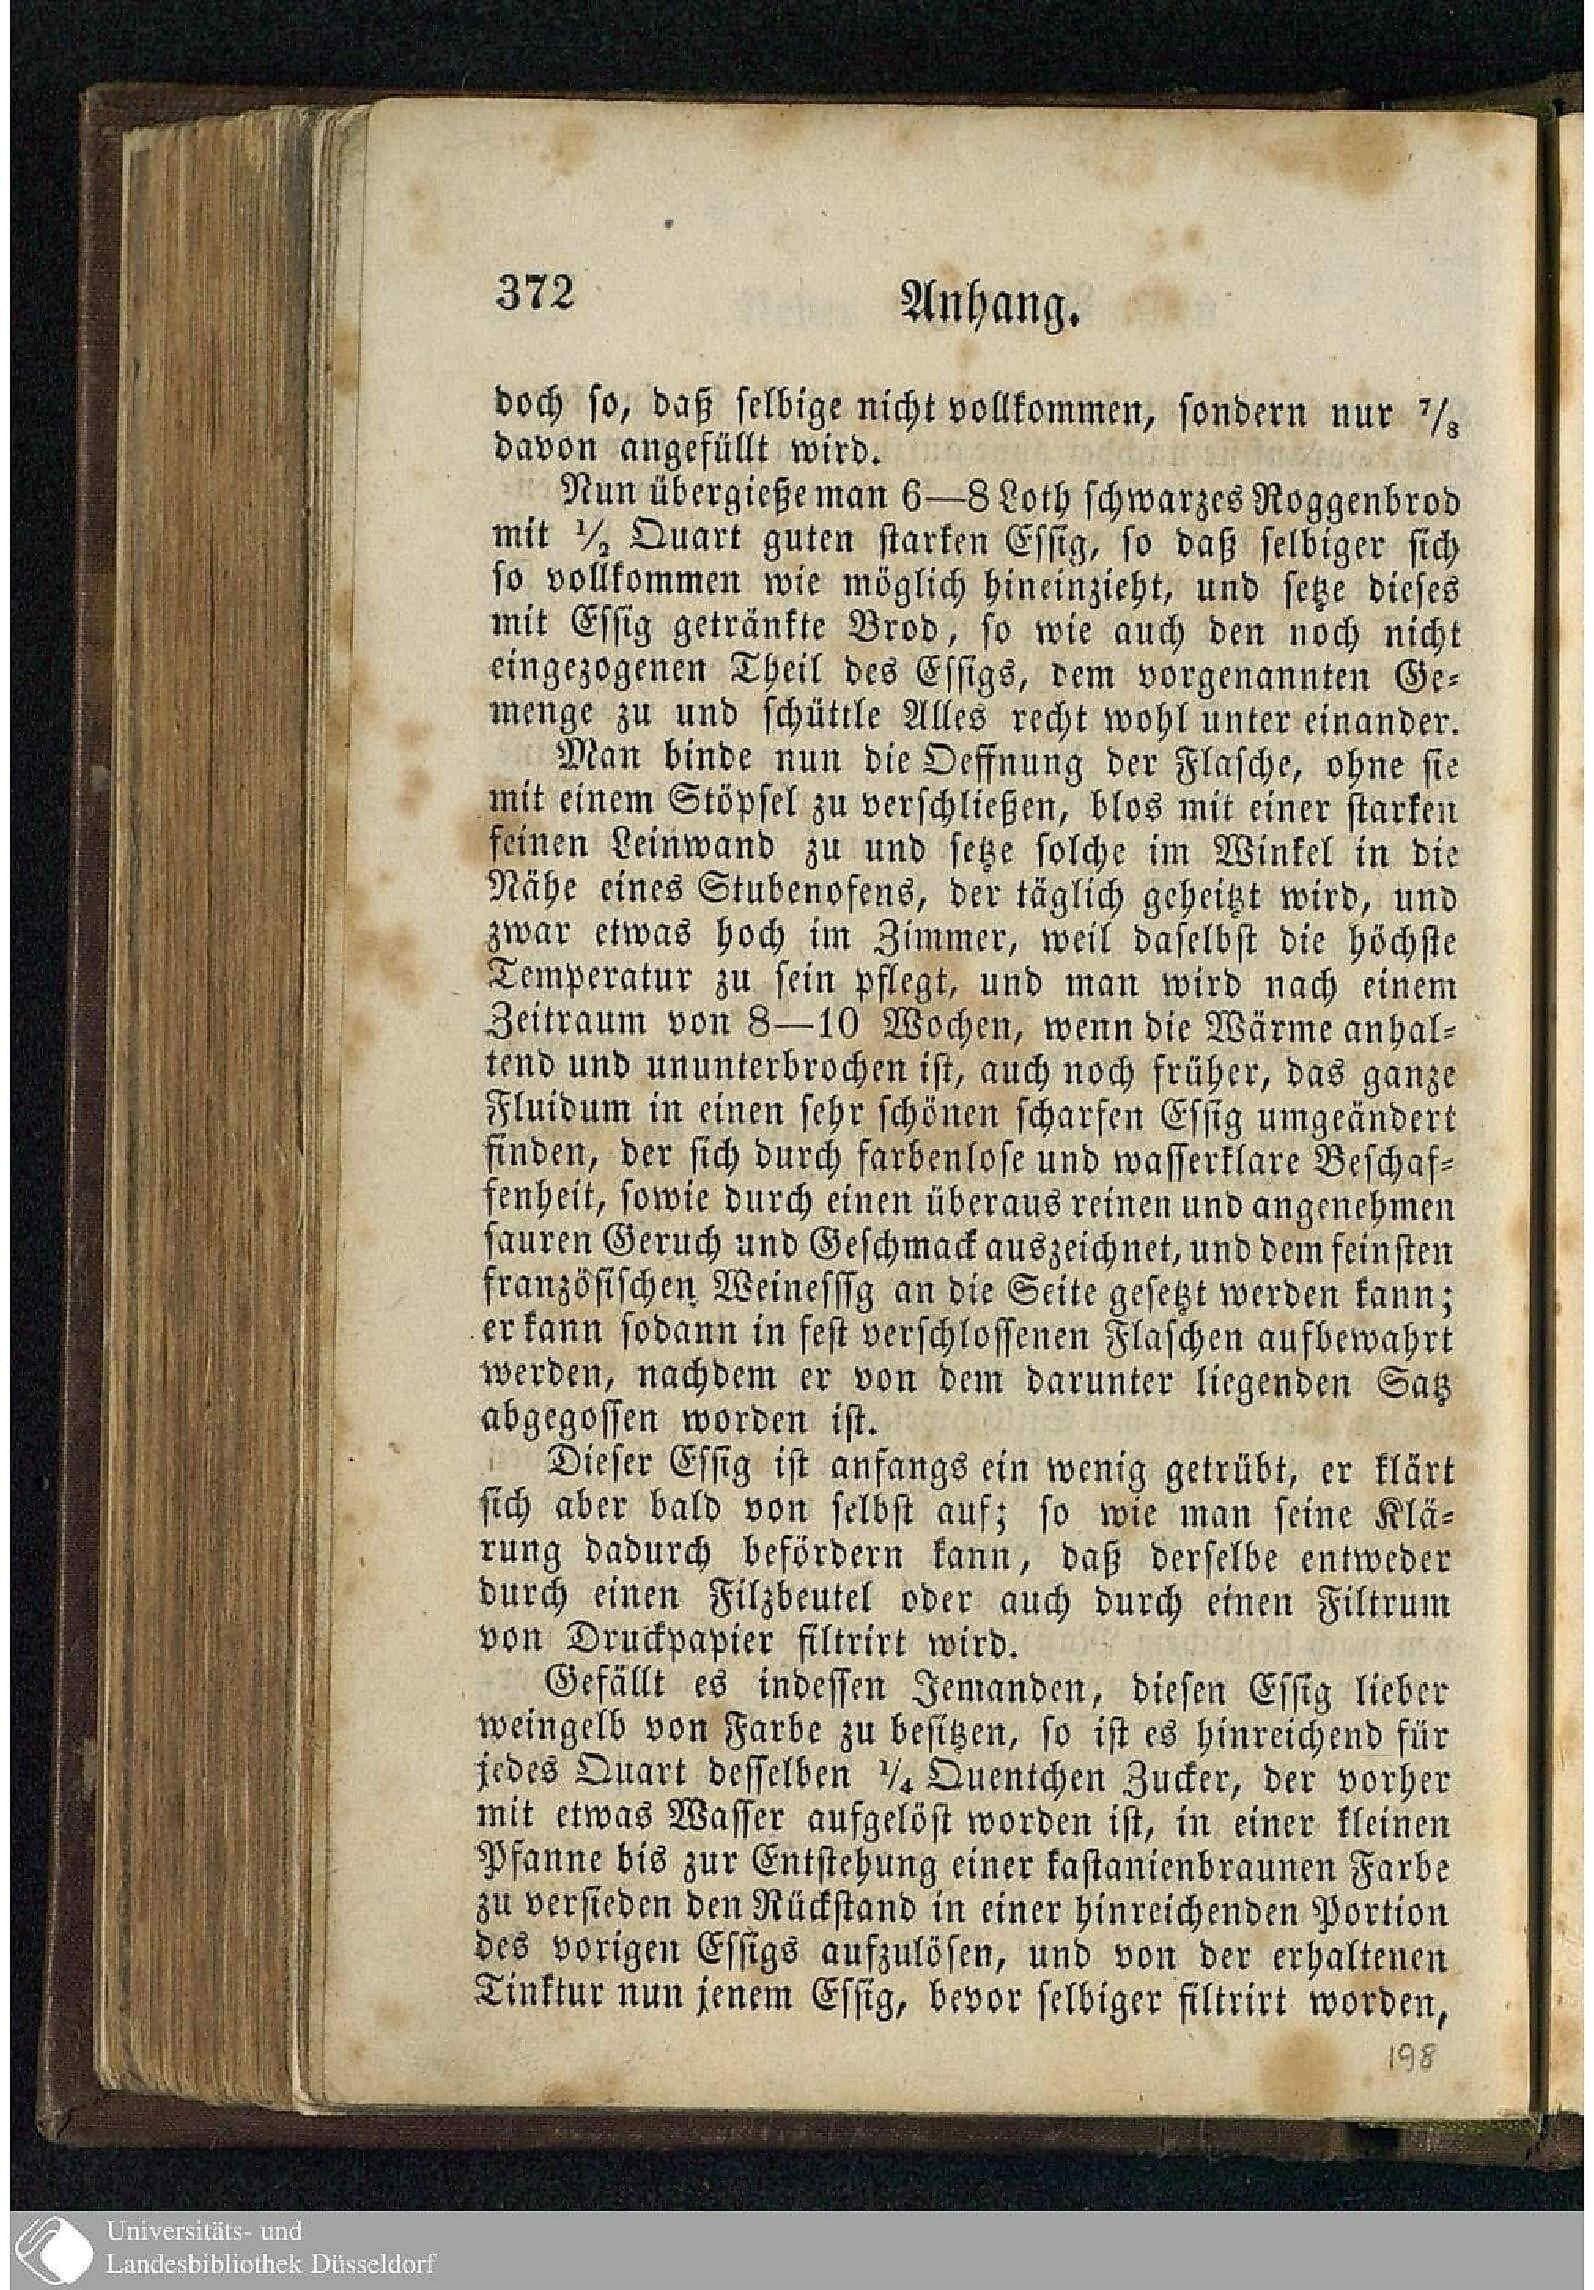 372
Anhang.
doch so, daß selbige nicht vollkommen, sondern nur 7/8
davon angefüllt wird.
Nun übergieße man 6—8 Loth schwarzes Roggenbrod
mit 1/2 Quart guten starken Essig, so daß selbiger sich
so vollkommen wie möglich hineinzieht, und setze dieses
mit Essig getränkte Brod, so wie auch den noch nicht
eingezogenen Theil des Essigs, dem vorgenannten Ge-
menge zu und schüttle Alles recht wohl unter einander.
Man binde nun die Oeffnung der Flasche, ohne sie
mit einem Stöpsel zu verschließen, blos mit einer starken
feinen Leinwand zu und setze solche im Winkel in die
Nähe eines Stubenofens, der täglich geheitzt wird, und
zwar etwas hoch im Zimmer, weil daselbst die höchste
Temperatur zu sein pflegt, und man wird nach einem
Zeitraum von 8—10 Wochen, wenn die Wärme anhal-
tend und ununterbrochen ist, auch noch früher, das ganze
Fluidum in einen sehr schönen scharfen Essig umgeändert
finden, der sich durch farbenlose und wasserklare Beschaf-
fenheit, sowie durch einen überaus reinen und angenehmen
sauren Geruch und Geschmack auszeichnet, und dem feinsten
französischen Weinesssg an die Seite gesetzt werden kann;
er kann sodann in fest verschlossenen Flaschen aufbewahrt
werden, nachdem er von dem darunter liegenden Satz
abgegossen worden ist.
Dieser Essig ist anfangs ein wenig getrübt, er klärt
sich aber bald von selbst auf; so wie man seine Klä-
rung dadurch befördern kann, daß derselbe entweder
durch einen Filzbeutel oder auch durch einen Filtrum
von Druckpapier filtrirt wird.
Gefällt es indessen Jemanden, diesen Essig lieber
weingelb von Farbe zu besitzen, so ist es hinreichend für
jedes Quart desselben 1/4 Quentchen Zucker, der vorher
mit etwas Wasser aufgelöst worden ist, in einer kleinen
Pfanne bis zur Entstehung einer kastanienbraunen Farbe
zu versieden den Rückstand in einer hinreichenden Portion
des vorigen Essigs aufzulösen, und von der erhaltenen
Tinktur nun jenem Essig, bevor selbiger filtrirt worden,
198
Universitäts- und
Landesbibliothek Düsseldorf